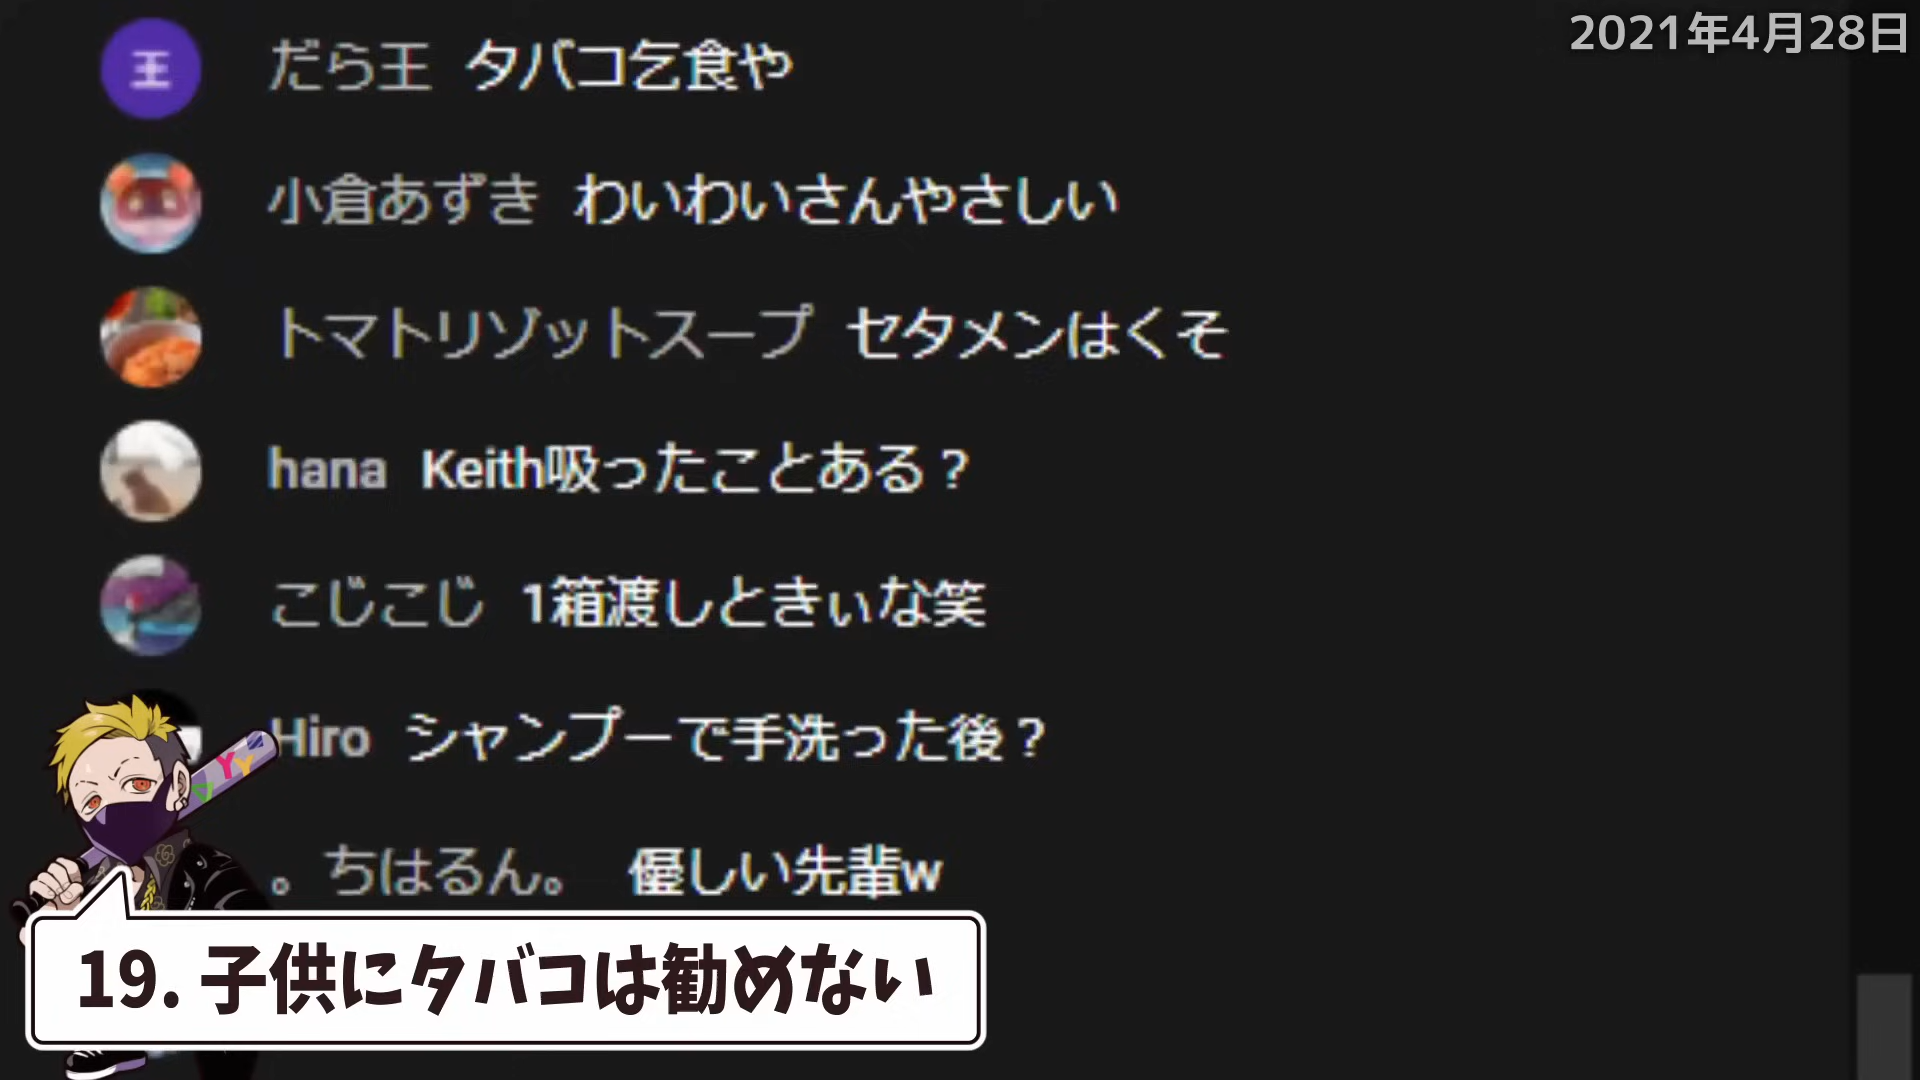 2021年4月28日
王 だら王 タバコ乞食や
小倉あずき わいわいさんやさしい
トマトリゾットスープ セタメンはくそ
hana Keith吸ったことある？
こじこじ 1箱渡しときぃな笑
Hiro シャンプーで手洗った後？
。ちはるん。 優しい先輩w
YY
19. 子供にタバコは勧めない